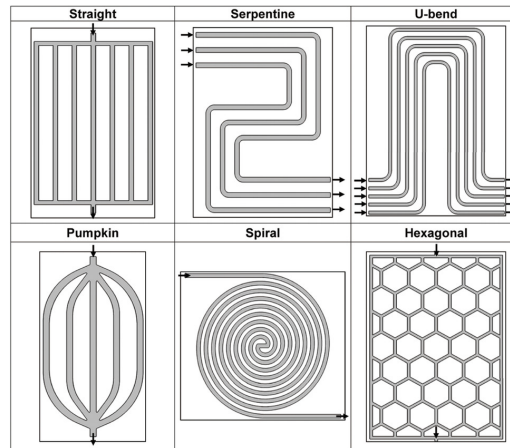 Straight
Serpentine
U-bend
Pumpkin
Spiral
Hexagonal